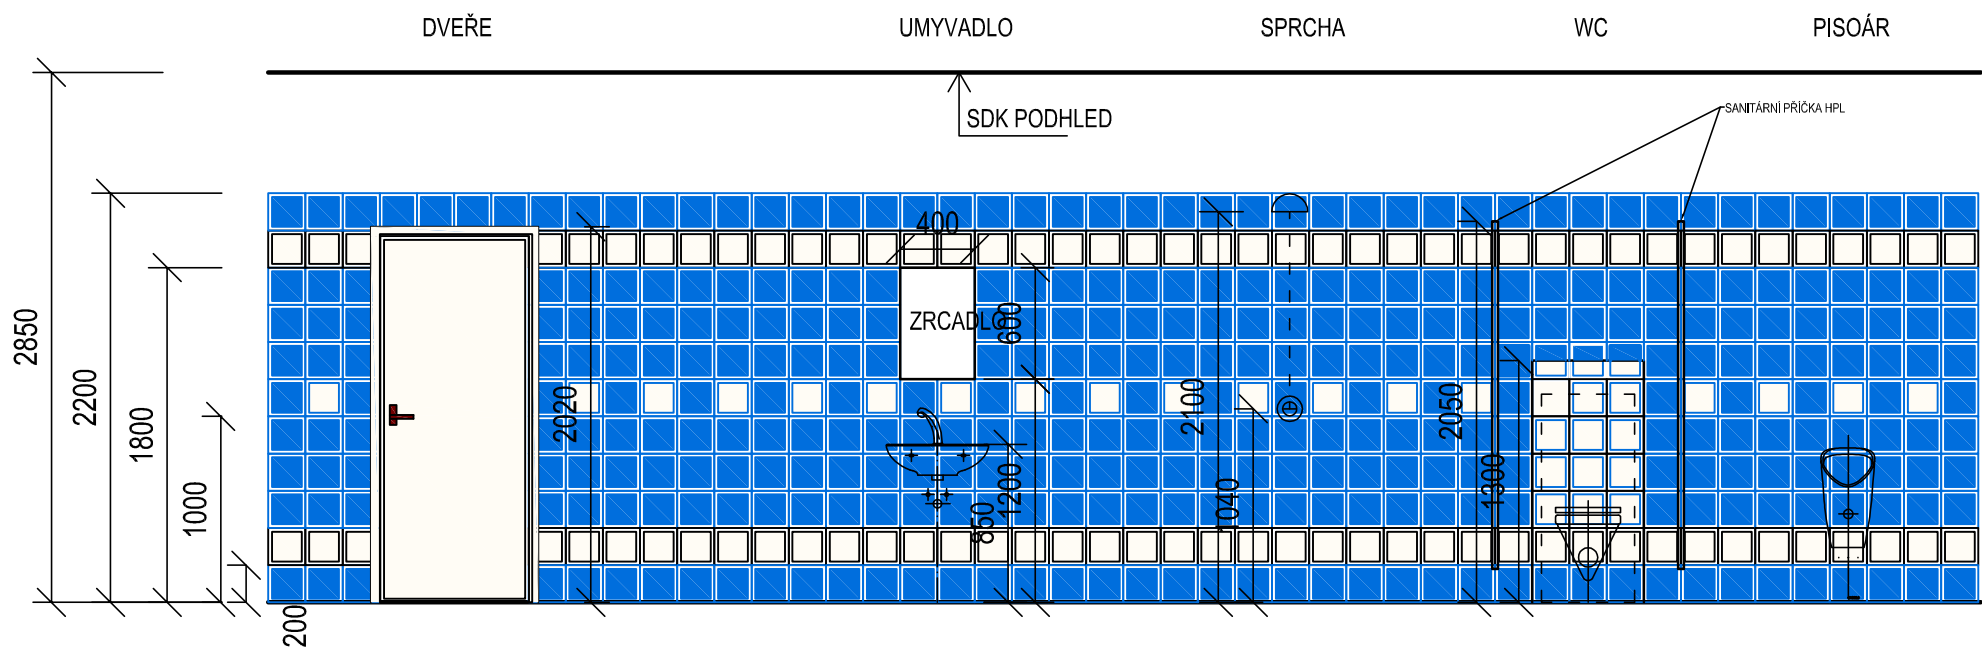 DVEŘE
UMYVADLO
SPRCHA
WC
PISOÁR
SDK PODHLED
SANITÁRNÍ PŘÍČKA HPL
2850
2200
1800
1000
200
2020
400
ZRCADLO
600
850
1200
2100
1040
2050
1300